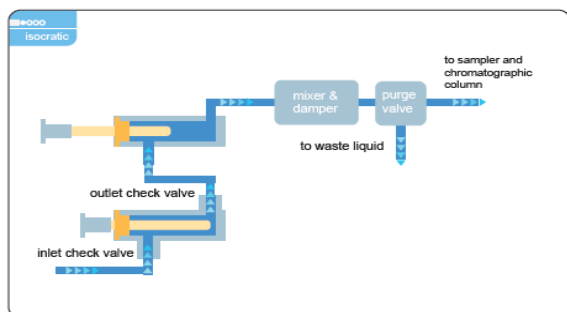 isocratic
to sampler and
chromatographic
column
mixer &
damper
purge
valve
to waste liquid
outlet check valve
inlet check valve